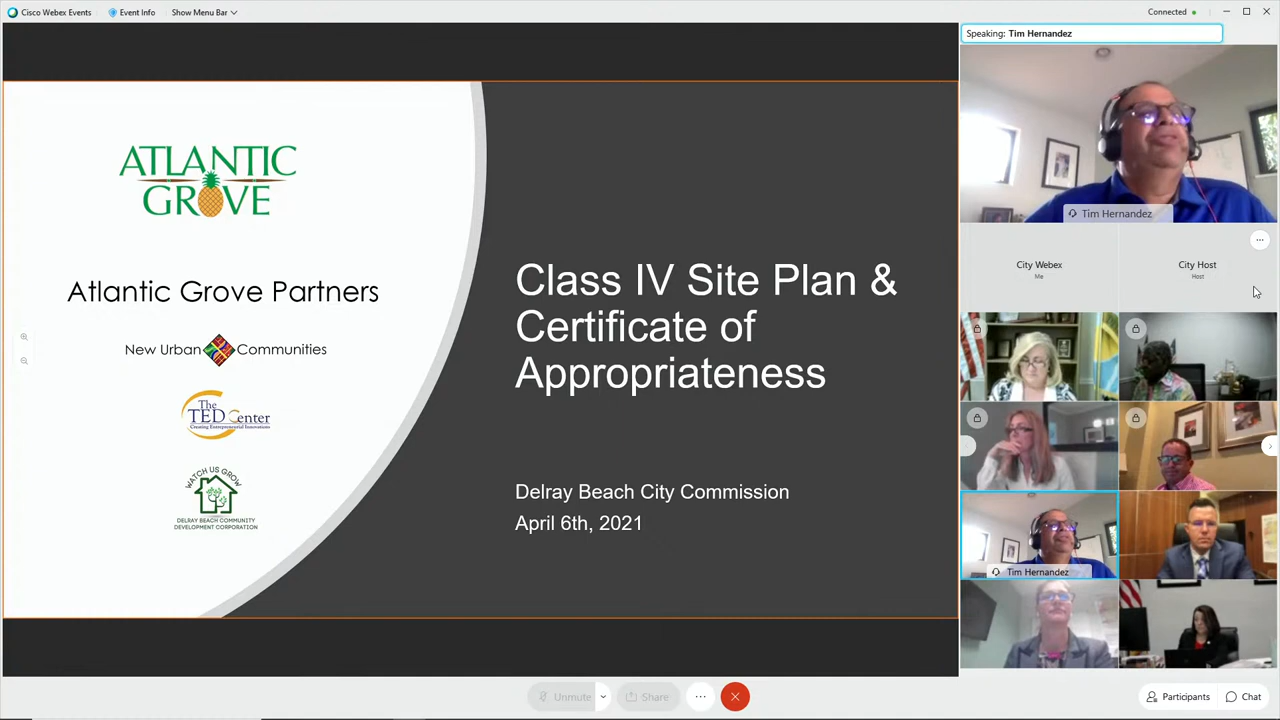 Cisco Webex Events
Event Info
Show Menu Bar
Connected
Speaking: Tim Hernandez
Tim Hernandez
City Webex
Me
City Host
Host
ATLANTIC
GROVE
Atlantic Grove Partners
New Urban Communities
The
TED Center
Creating Entrepreneurial Innovations
WATCH US GROW
DELRAY BEACH COMMUNITY
DEVELOPMENT CORPORATION
Class IV Site Plan &
Certificate of
Appropriateness
Delray Beach City Commission
April 6th, 2021
Tim Hernandez
Unmute
Share
Participants
Chat